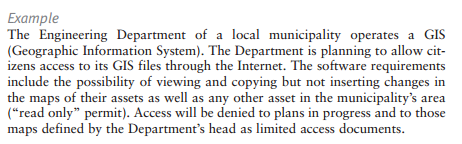 Example
The Engineering Department of a local municipality operates a GIS
(Geographic Information System). The Department is planning to allow cit-
izens access to its GIS files through the Internet. The software requirements
include the possibility of viewing and copying but not inserting changes in
the maps of their assets as well as any other asset in the municipality’s area
(“read only” permit). Access will be denied to plans in progress and to those
maps defined by the Department’s head as limited access documents.